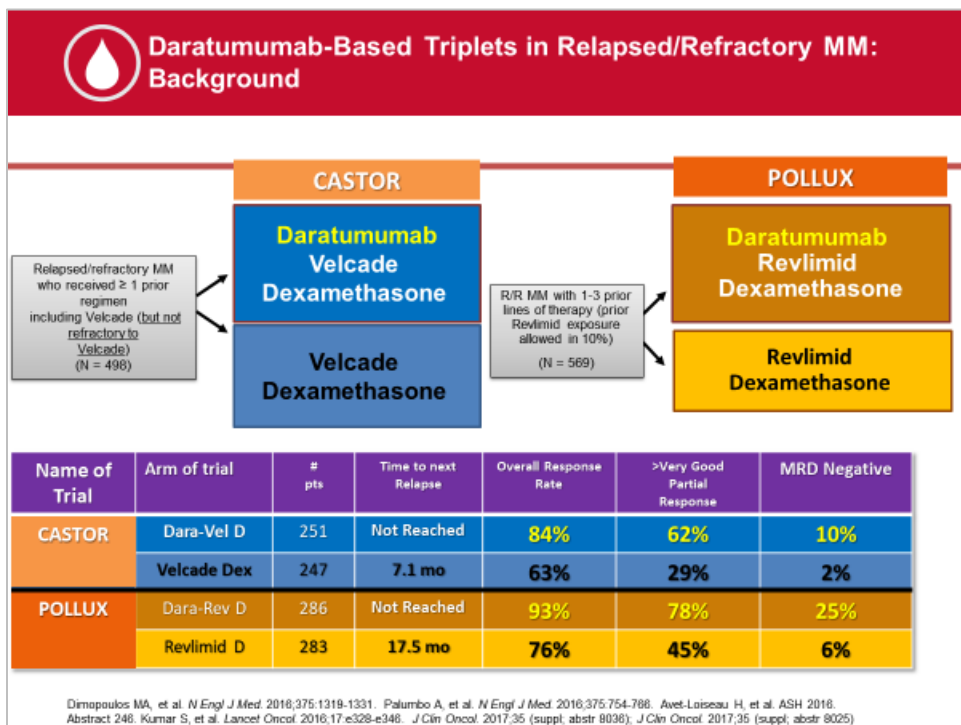 Daratumumab-Based Triplets in Relapsed/Refractory MM:
Background
CASTOR
Daratumumab
Velcade
Dexamethasone
Relapsed/refractory MM
who received ≥ 1 prior
regimen
including Velcade (but not
refractory to
Velcade)
(N = 498)
Velcade
Dexamethasone
POLLUX
Daratumumab
Revlimid
Dexamethasone
R/R MM with 1-3 prior
lines of therapy (prior
Revlimid exposure
allowed in 10%)
(N = 569)
Revlimid
Dexamethasone
Name of
Trial
Arm of trial
#
pts
Time to next
Relapse
Overall Response
Rate
>Very Good
Partial
Response
MRD Negative
CASTOR Dara-Vel D 251 Not Reached 84% 62% 10%
Velcade Dex 247 7.1 mo 63% 29% 2%
POLLUX Dara-Rev D 286 Not Reached 93% 78% 25%
Revlimid D 283 17.5 mo 76% 45% 6%
Dimopoulos MA, et al. N Engl J Med. 2016;375:1319-1331. Palumbo A, et al. N Engl J Med. 2016;375:754-766. Avet-Loiseau H, et al. ASH 2016.
Abstract 246. Kumar S, et al. Lancet Oncol. 2016;17:e328-e346. J Clin Oncol. 2017;35 (suppl; abstr 8036); J Clin Oncol. 2017;35 (suppl; abstr 8025)